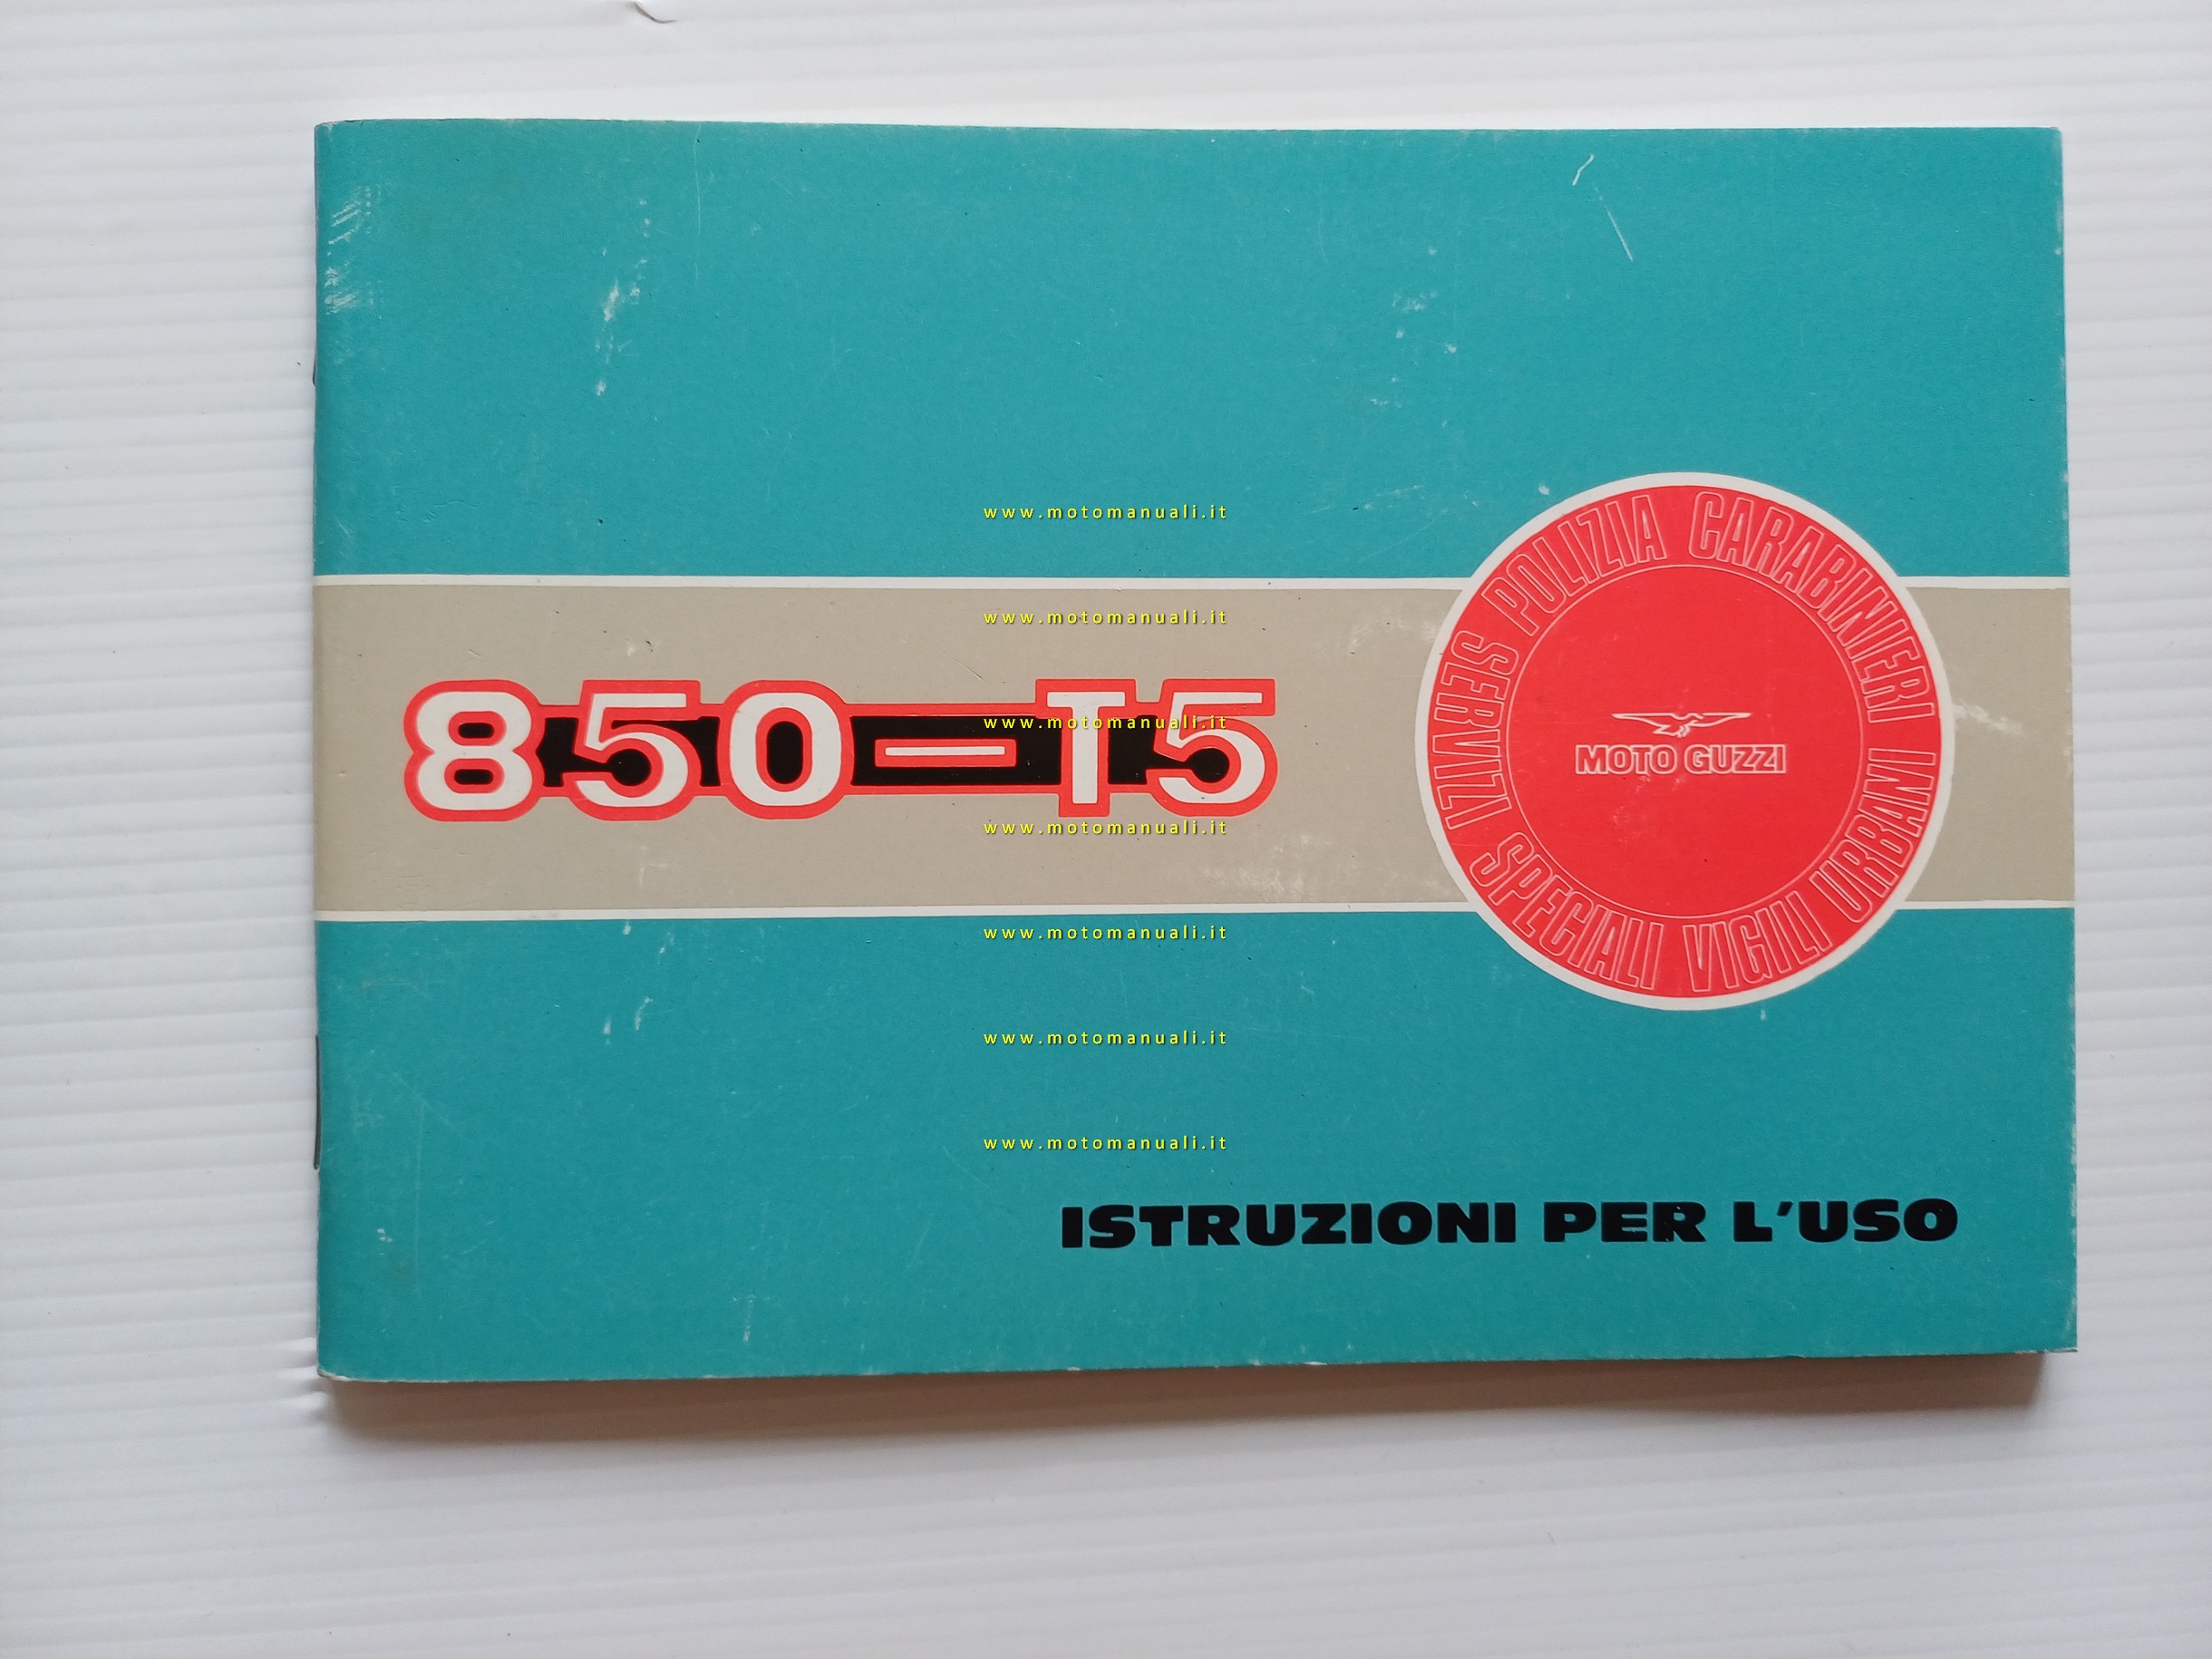 www.motomanuali.it
POLIZIA CARABINIERI
VIGILI URBANI
SERVIZI SPECIALI
www.motomanuali.it
850-T5
www.motomanuali.it
MOTO GUZZI
www.motomanuali.it
www.motomanuali.it
www.motomanuali.it
www.motomanuali.it
ISTRUZIONI PER L'USO